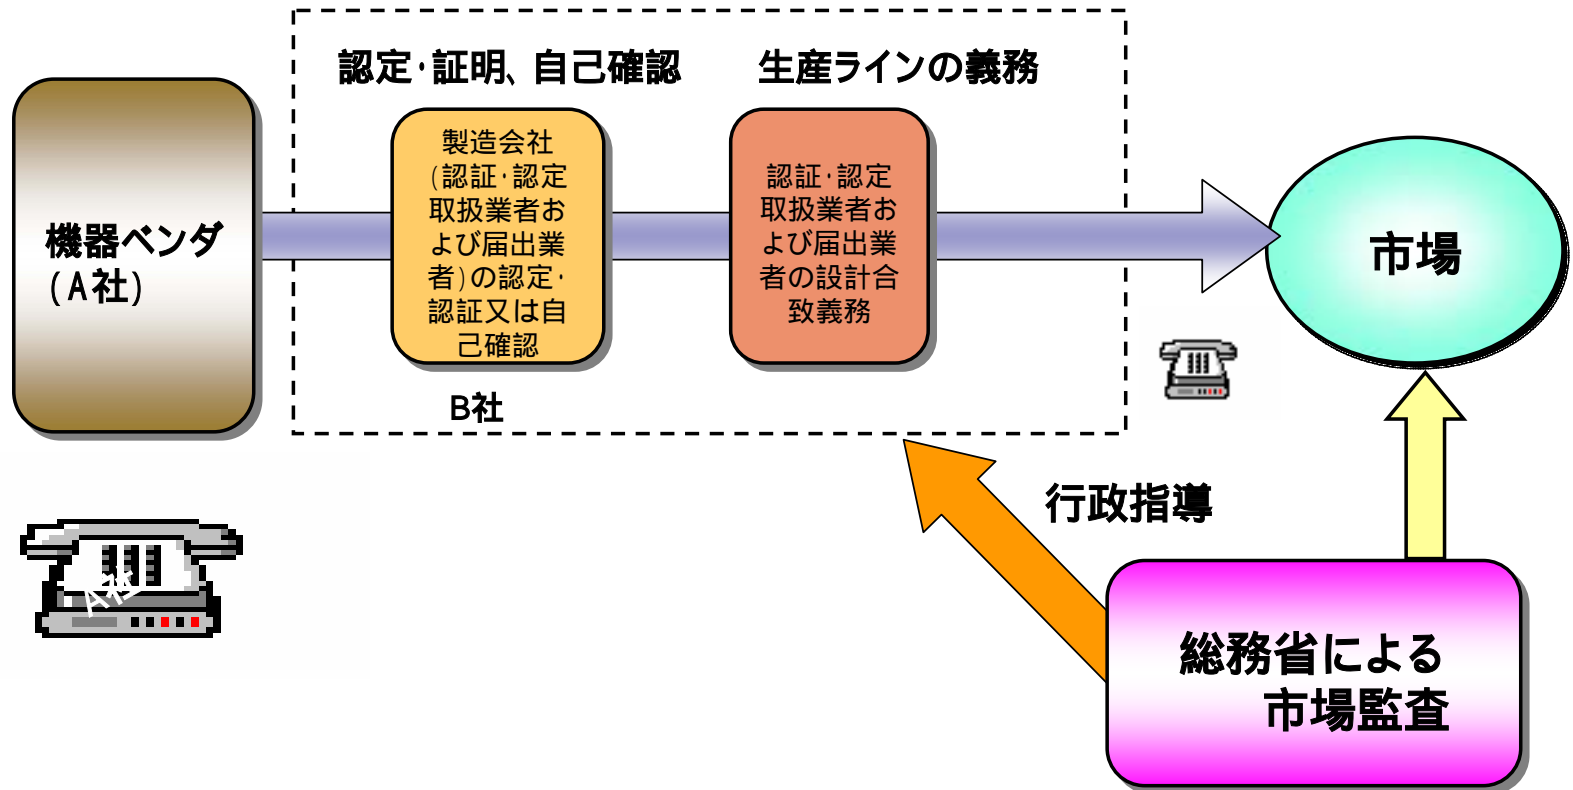 認定･証明、自己確認
生産ラインの義務
機器ベンダ
(A社)
製造会社
(認証･認定
取扱業者お
よび届出業
者)の認定･
認証又は自
己確認
認証･認定
取扱業者お
よび届出業
者の設計合
致義務
市場
B社
行政指導
A社
総務省による
市場監査